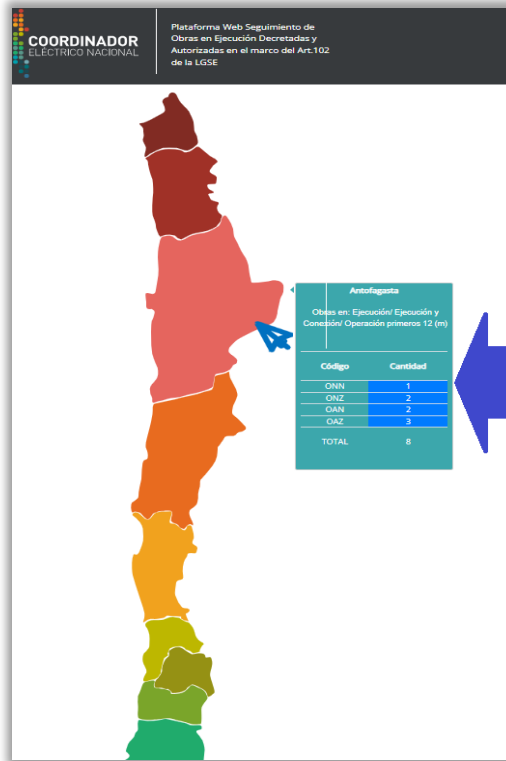 COORDINADOR
ELÉCTRICO NACIONAL
Plataforma Web Seguimiento de
Obras en Ejecución Decretadas y
Autorizadas en el marco del Art.102
de la LGSE
Antofagasta
Obras en: Ejecución/ Ejecución y
Conexión/ Operación primeros 12 (m)
Código Cantidad
ONN 1
ONZ 2
OAN 2
OAZ 3
TOTAL 8